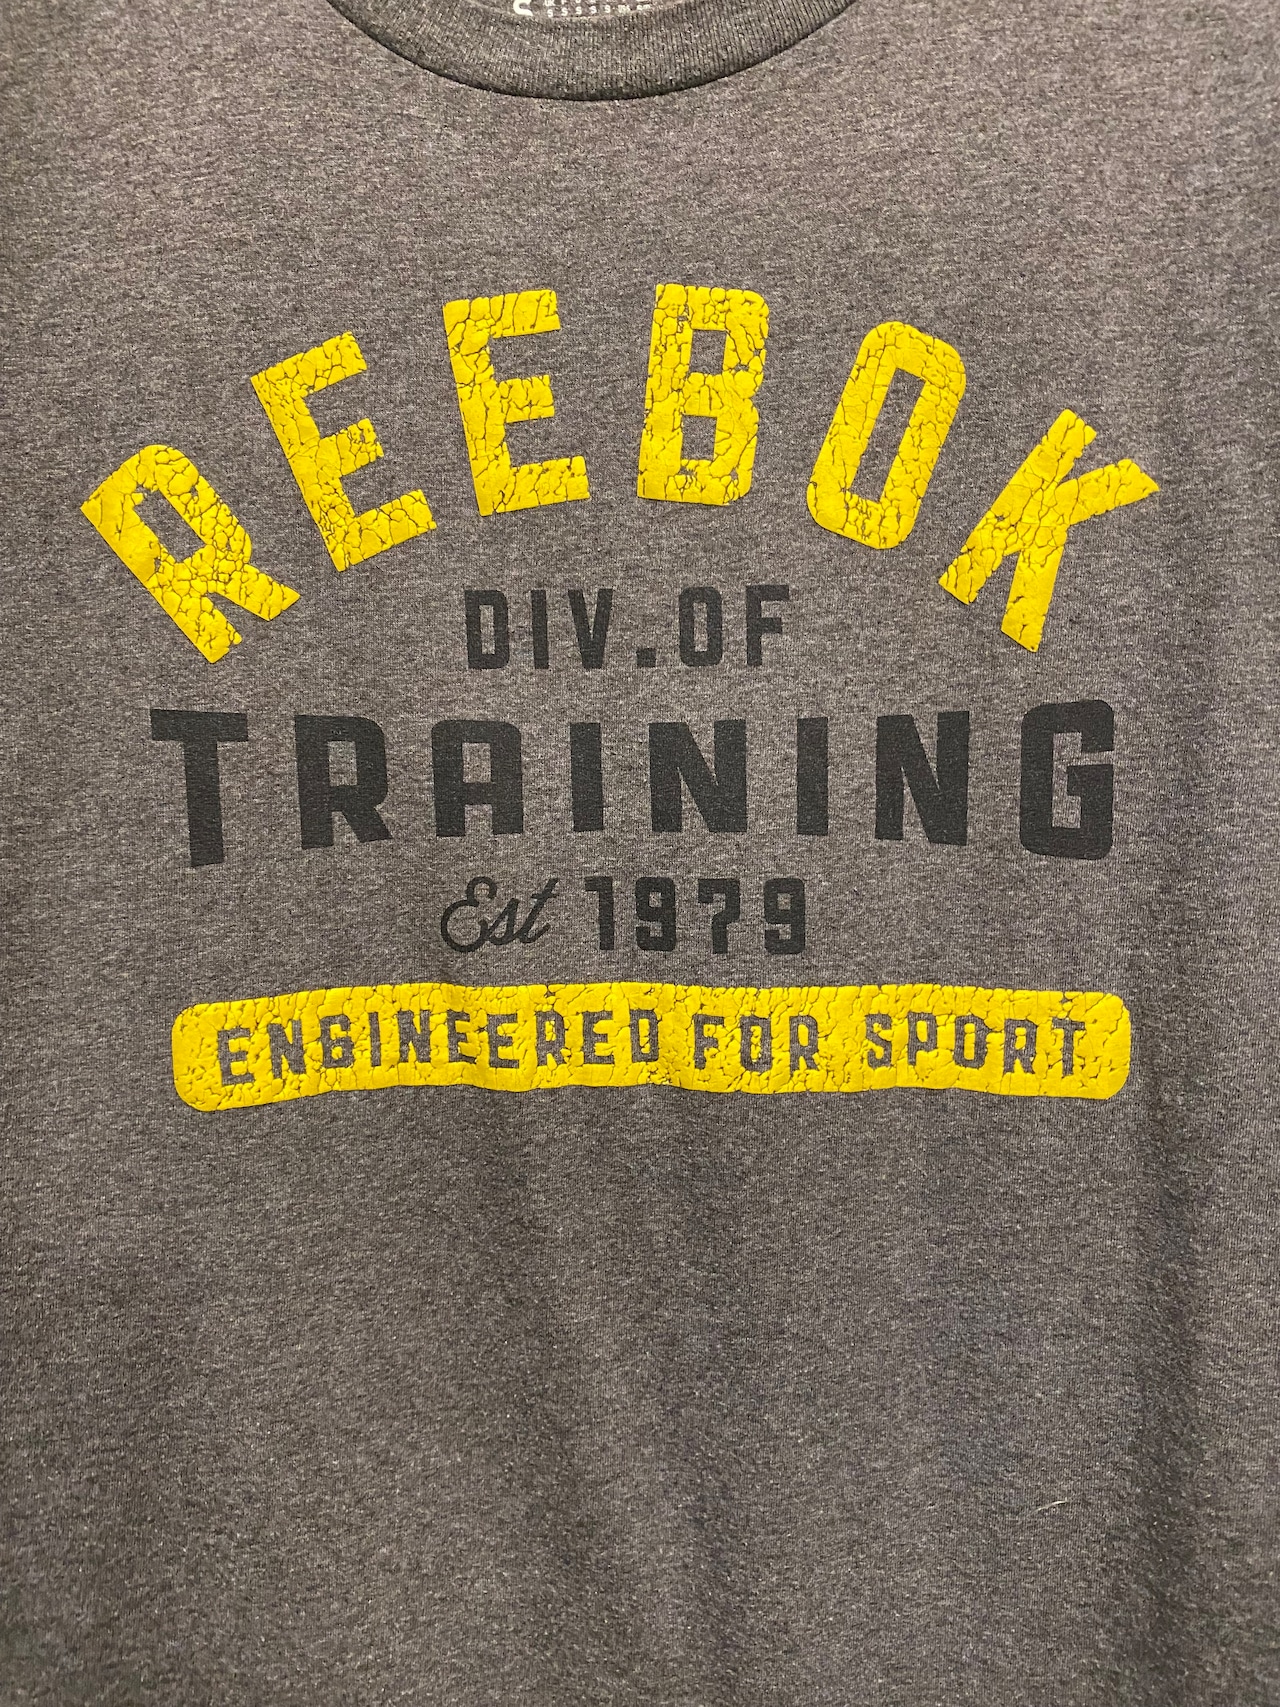 REEBOK
DIV. OF
TRAINING
Est 1979
ENGINEERED FOR SPORT